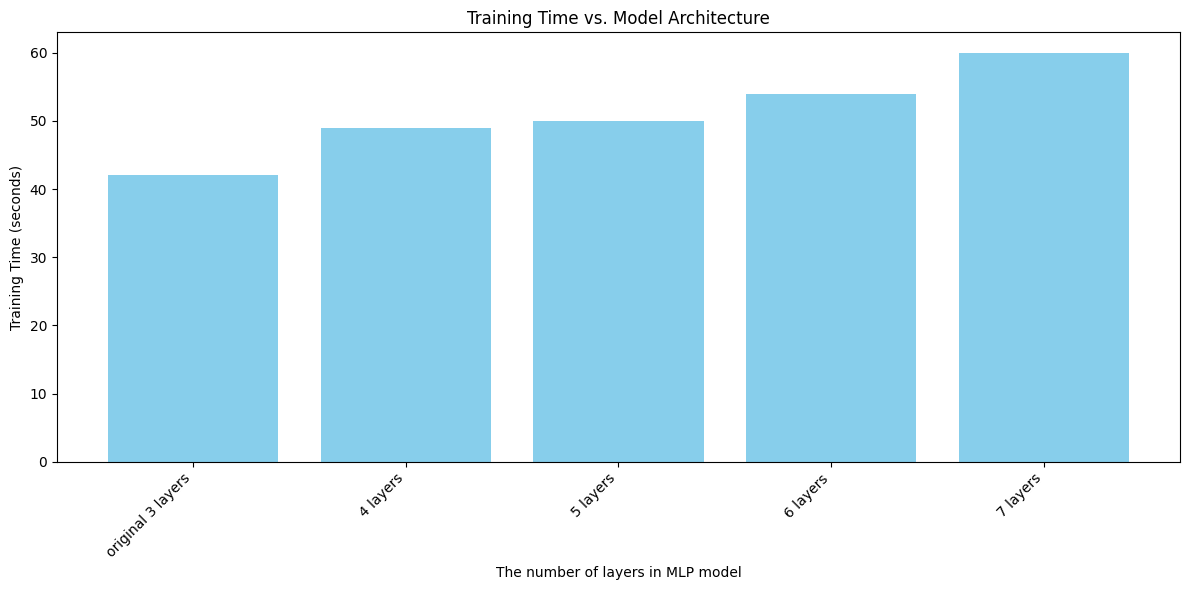 Training Time vs. Model Architecture
Training Time (seconds)
60
50
40
30
20
10
0
original 3 layers
4 layers
5 layers
6 layers
7 layers
The number of layers in MLP model